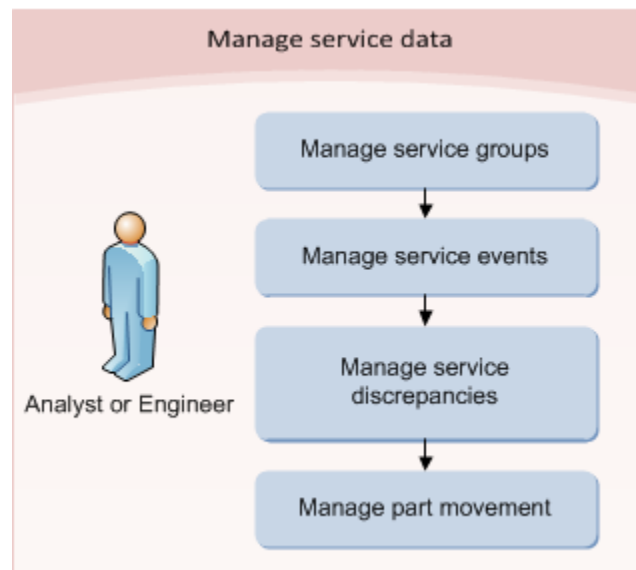 Manage service data
Manage service groups
Manage service events
Manage service
discrepancies
Analyst or Engineer
Manage part movement